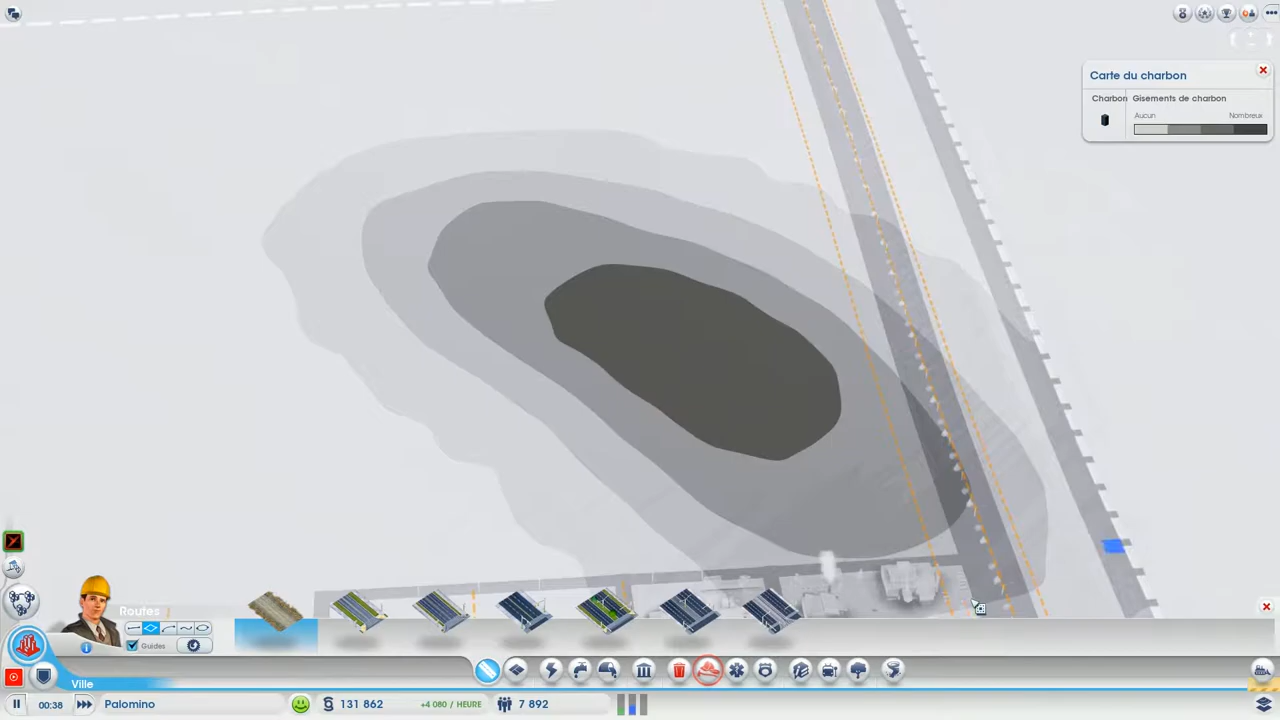 Carte du charbon
Charbon
Gisements de charbon
Aucun
Nombreux
Routes
Guides
Ville
00:38
Palomino
131 862
+4 080 / HEURE
7 892